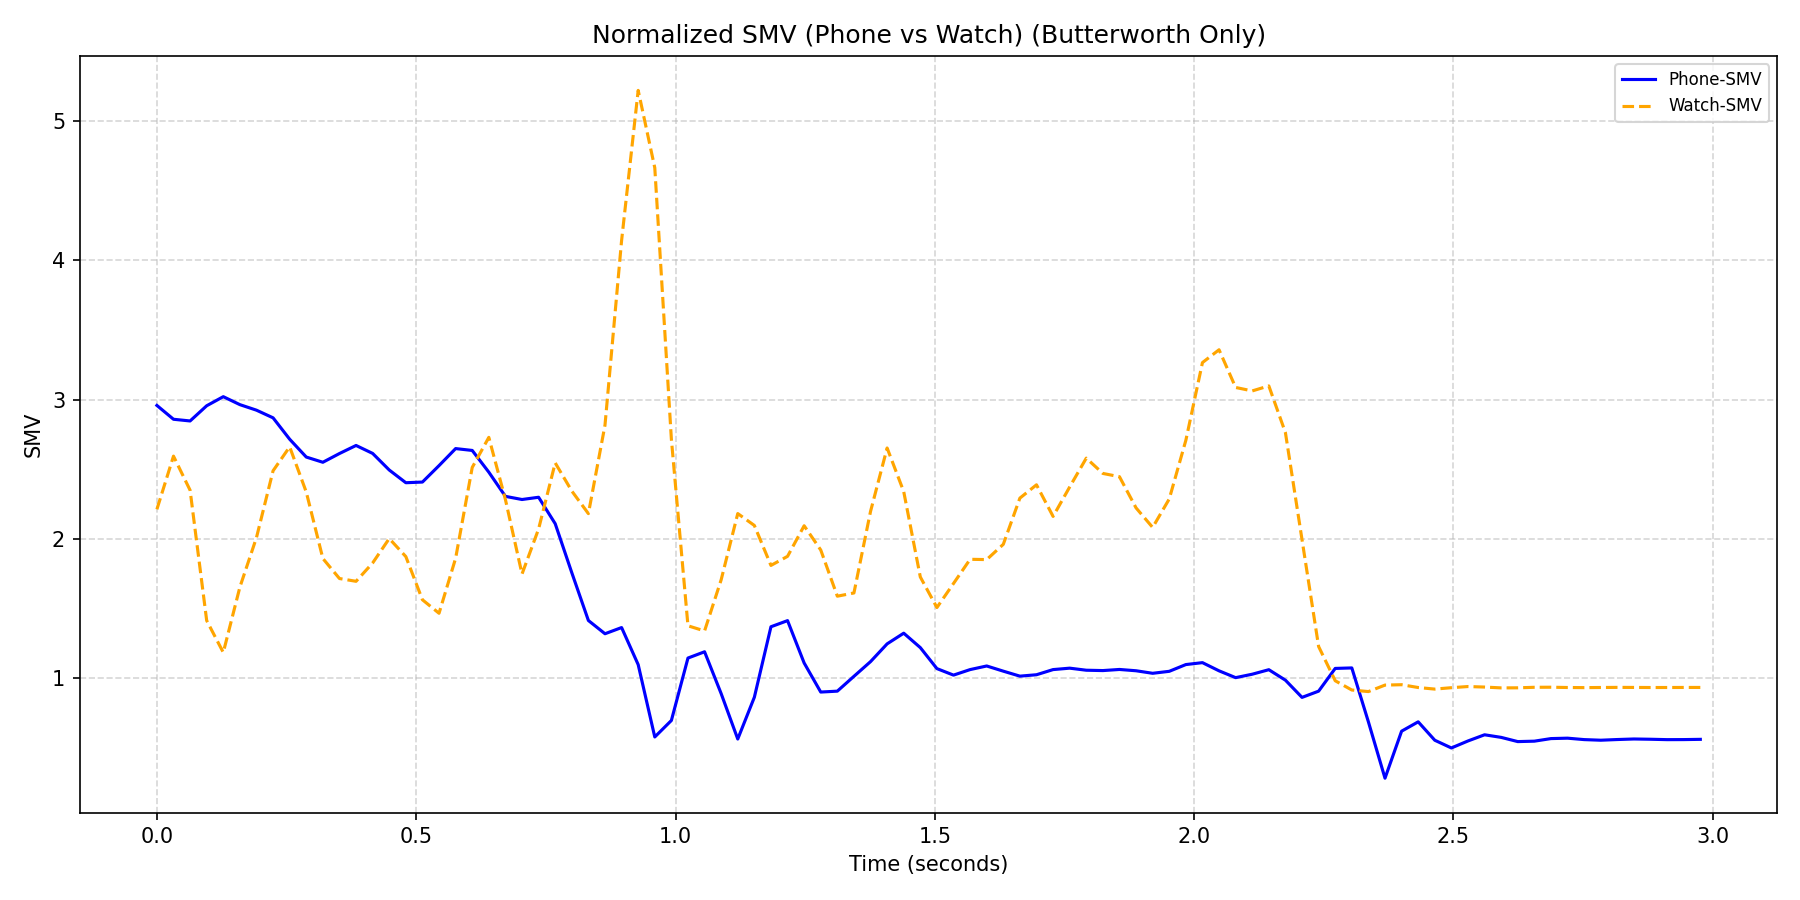 Normalized SMV (Phone vs Watch) (Butterworth Only)
Phone-SMV
Watch-SMV
5
4
3
2
1
SMV
0.0 0.5 1.0 1.5 2.0 2.5 3.0
Time (seconds)